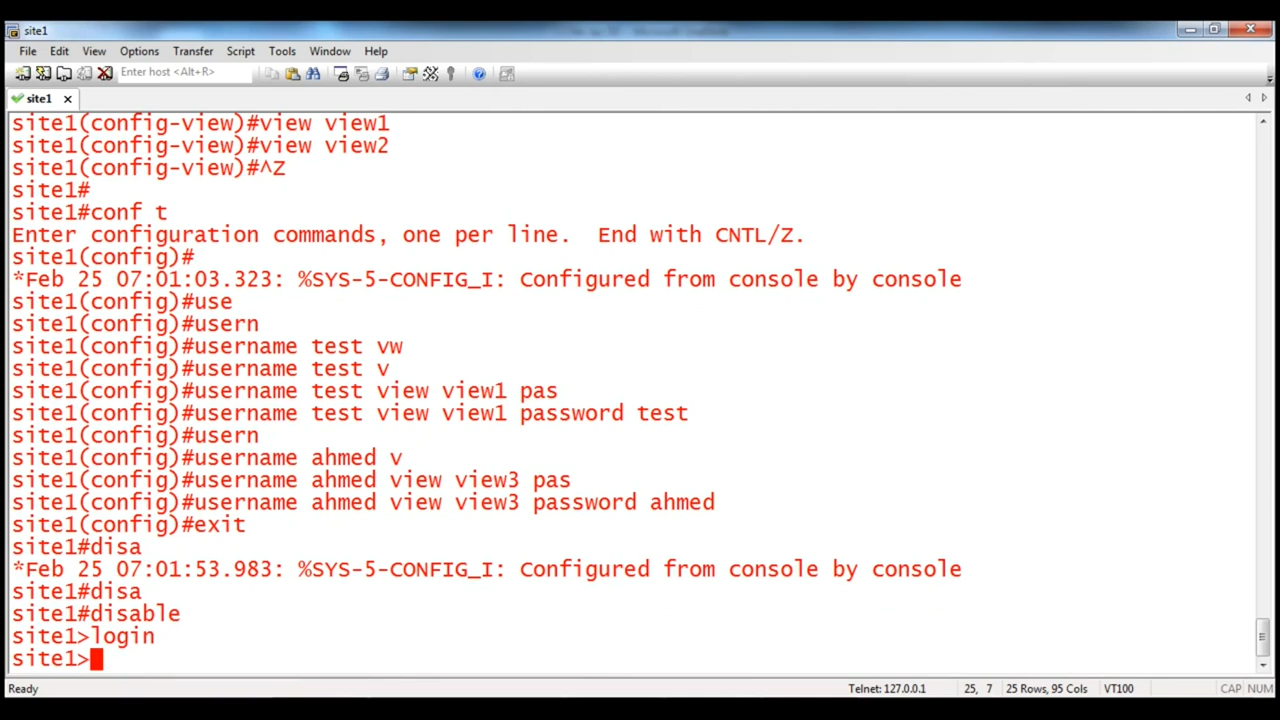 site1
File Edit View Options Transfer Script Tools Window Help
Enter host <Alt+R>
site1
site1(config-view)#view view1
site1(config-view)#view view2
site1(config-view)#^Z
site1#
site1#conf t
Enter configuration commands, one per line.  End with CNTL/Z.
site1(config)#
*Feb 25 07:01:03.323: %SYS-5-CONFIG_I: Configured from console by console
site1(config)#use
site1(config)#usern
site1(config)#username test vw
site1(config)#username test v
site1(config)#username test view view1 pas
site1(config)#username test view view1 password test
site1(config)#usern
site1(config)#username ahmed v
site1(config)#username ahmed view view3 pas
site1(config)#username ahmed view view3 password ahmed
site1(config)#exit
site1#disa
*Feb 25 07:01:53.983: %SYS-5-CONFIG_I: Configured from console by console
site1#disa
site1#disable
site1>login
site1>
Ready Telnet: 127.0.0.1 25, 7 25 Rows, 95 Cols VT100 CAP NUM